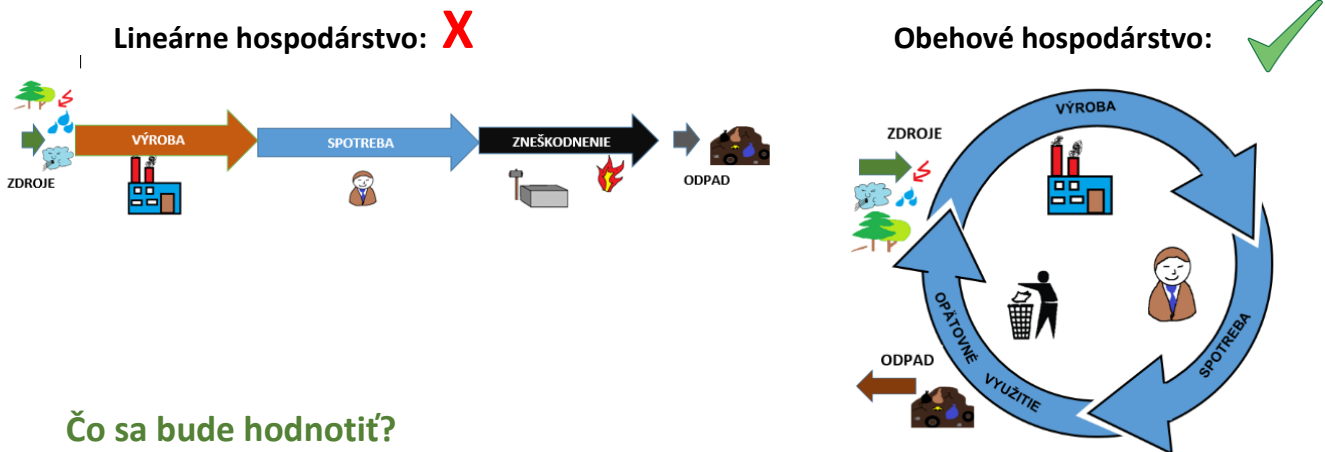 Lineárne hospodárstvo: X
ZDROJE
VÝROBA
SPOTREBA
ZNEŠKODNENIE
ODPAD
Obehové hospodárstvo:
VÝROBA
ZDROJE
SPOTREBA
OPÄTOVNÉ VYUŽITIE
ODPAD
Čo sa bude hodnotiť?